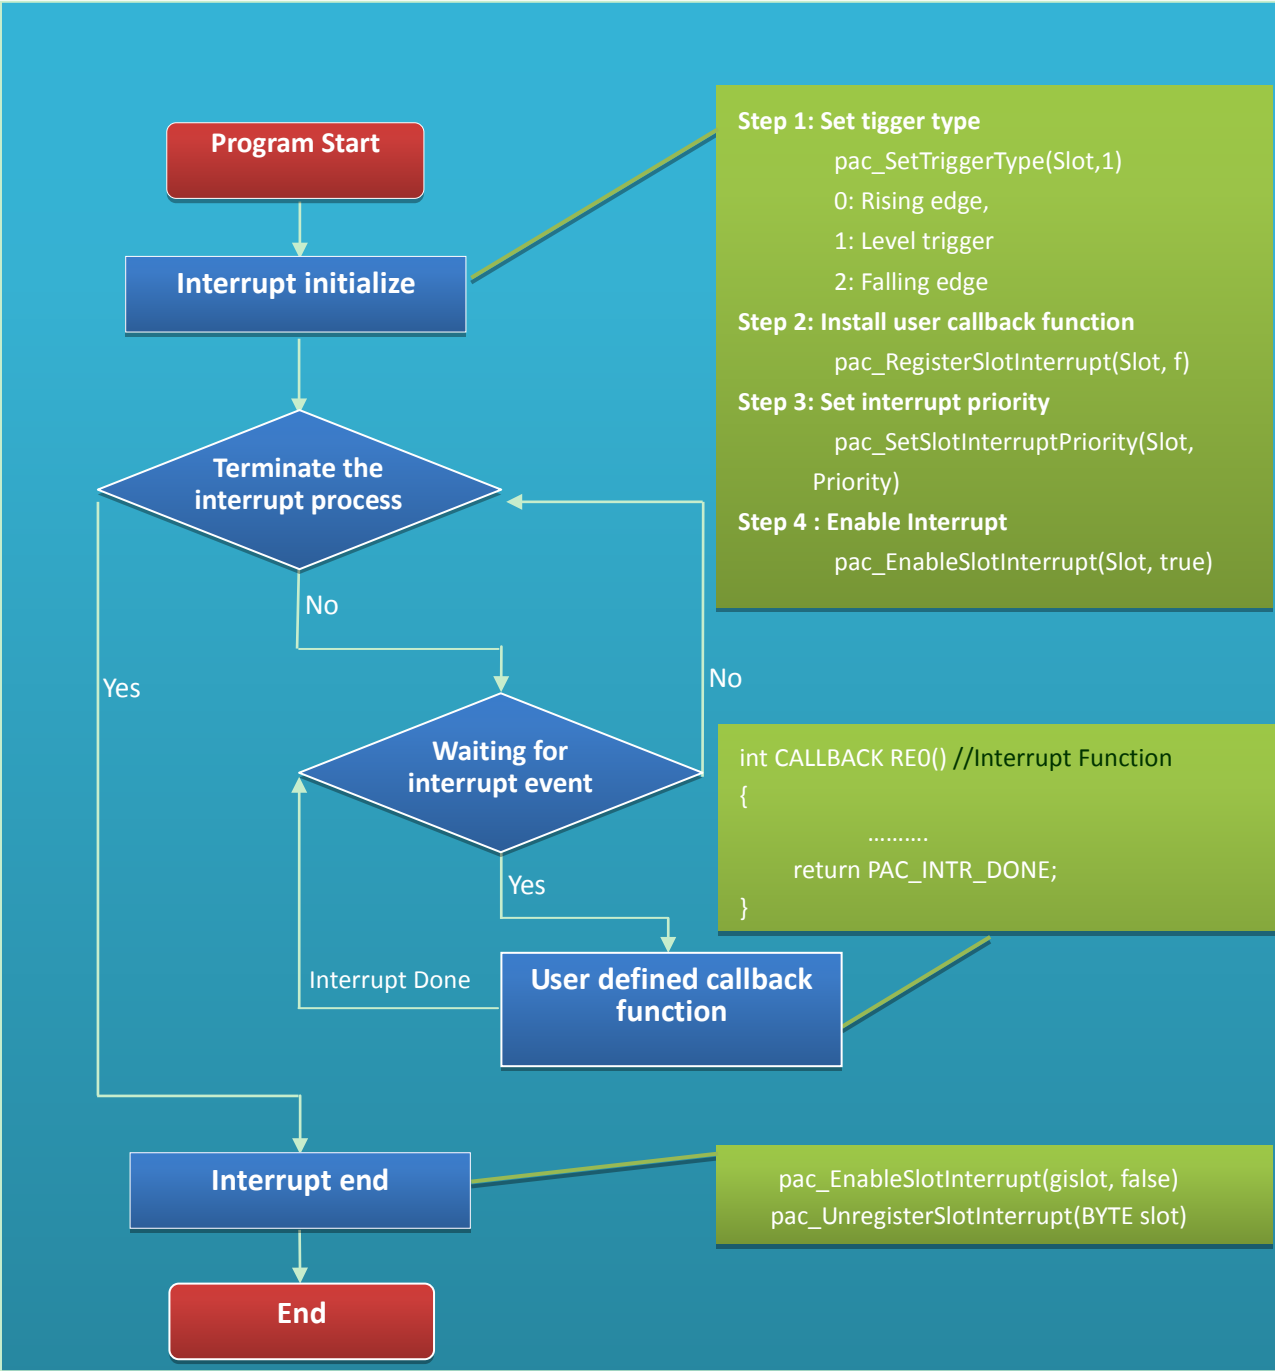 Program Start
Interrupt initialize
Step 1: Set tigger type
pac_SetTriggerType(Slot,1)
0: Rising edge,
1: Level trigger
2: Falling edge
Step 2: Install user callback function
pac_RegisterSlotInterrupt(Slot, f)
Step 3: Set interrupt priority
pac_SetSlotInterruptPriority(Slot,
Priority)
Step 4 : Enable Interrupt
pac_EnableSlotInterrupt(Slot, true)
Terminate the
interrupt process
No
Yes
No
Waiting for
interrupt event
int CALLBACK RE0() //Interrupt Function
{
..........
return PAC_INTR_DONE;
}
Yes
Interrupt Done
User defined callback
function
Interrupt end
pac_EnableSlotInterrupt(gislot, false)
pac_UnregisterSlotInterrupt(BYTE slot)
End